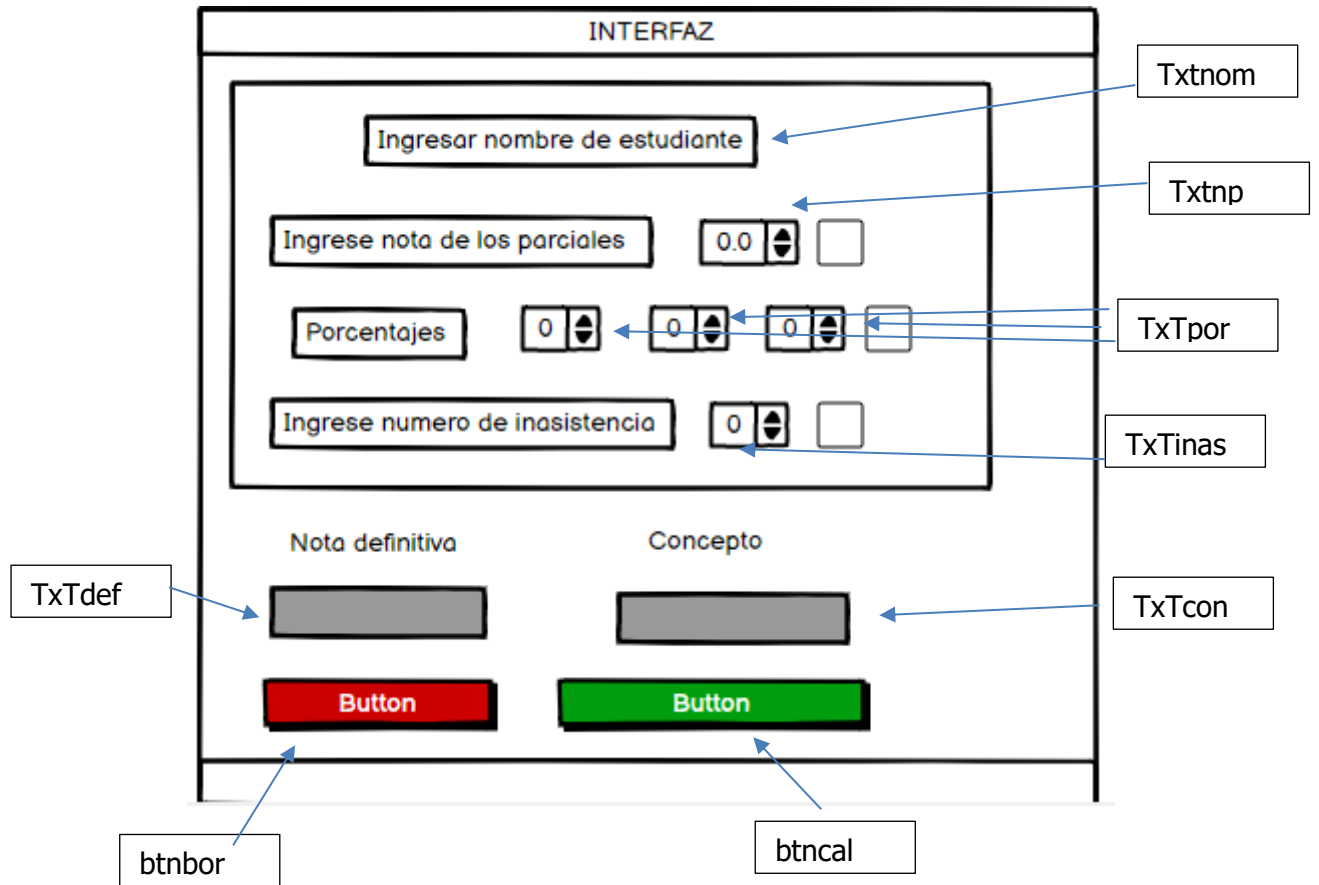 INTERFAZ
Txtnom
Ingresar nombre de estudiante
Txtnp
Ingrese nota de los parciales
0.0
Porcentajes
0
0
0
TxTpor
Ingrese numero de inasistencia
0
TxTinas
Nota definitiva
Concepto
TxTdef
TxTcon
Button
Button
btnbor
btncal